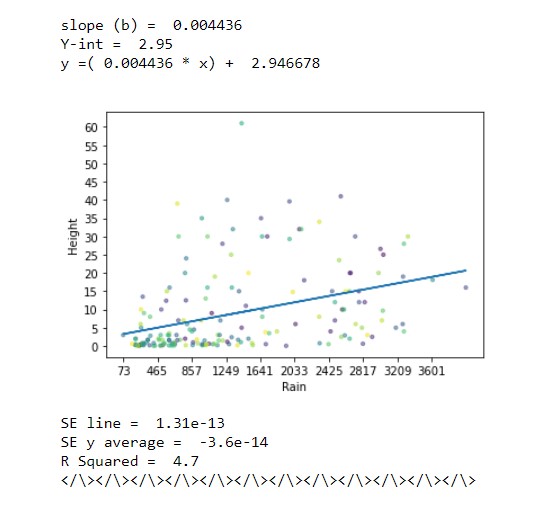 slope (b) =  0.004436
Y-int =  2.95
y =( 0.004436 * x) +  2.946678
60
55
50
45
40
35
30
25
20
15
10
5
0
Height
73 465 857 1249 1641 2033 2425 2817 3209 3601
Rain
SE line =  1.31e-13
SE y average =  -3.6e-14
R Squared =  4.7
</\></\></\></\></\></\></\></\></\></\></\></\>